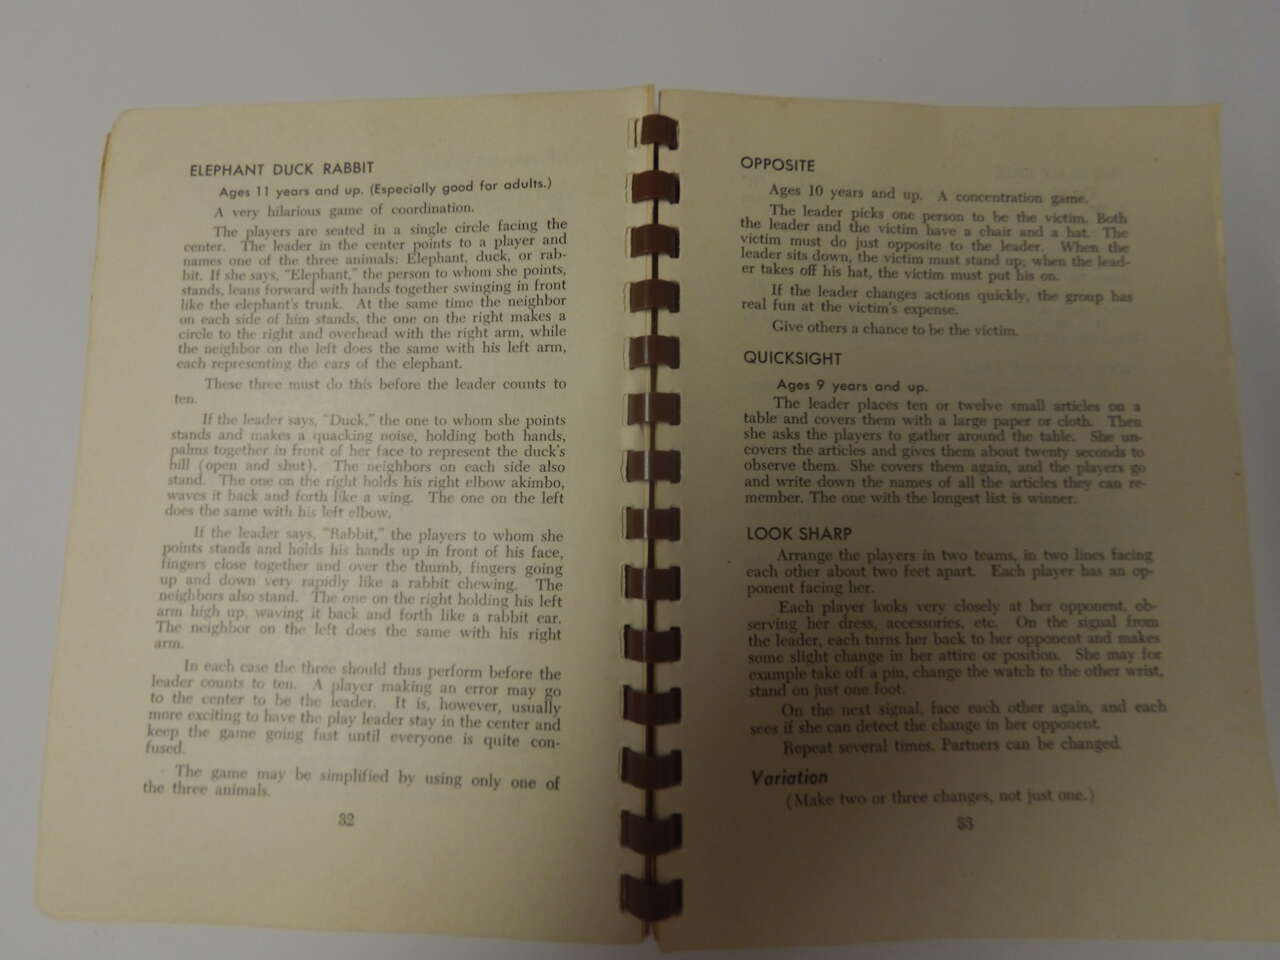 ELEPHANT DUCK RABBIT
Ages 11 years and up. (Especially good for adults.)
A very hilarious game of coordination.
The players are seated in a single circle facing the
center. The leader in the center points to a player and
names one of the three animals: Elephant, duck, or rab-
bit. If she says, "Elephant," the person to whom she points,
stands, leans forward with hands together swinging in front
like the elephant's trunk. At the same time the neighbor
on each side of him stands, the one on the right makes a
circle to the right and overhead with the right arm, while
the neighbor on the left does the same with his left arm,
each representing the ears of the elephant.
These three must do this before the leader counts to
ten.
If the leader says, "Duck," the one to whom she points
stands and makes a quacking noise, holding both hands,
palms together in front of her face to represent the duck's
bill (open and shut). The neighbors on each side also
stand. The one on the right holds his right elbow akimbo,
waves it back and forth like a wing. The one on the left
does the same with his left elbow.
If the leader says, "Rabbit," the players to whom she
points stands and holds his hands up in front of his face,
fingers close together and over the thumb, fingers going
up and down very rapidly like a rabbit chewing. The
neighbors also stand. The one on the right holding his left
arm high up, waving it back and forth like a rabbit ear.
The neighbor on the left does the same with his right
arm.
In each case the three should thus perform before the
leader counts to ten. A player making an error may go
to the center to be the leader. It is, however, usually
more exciting to have the play leader stay in the center and
keep the game going fast until everyone is quite con-
fused.
The game may be simplified by using only one of
the three animals.
32
OPPOSITE
Ages 10 years and up. A concentration game.
The leader picks one person to be the victim. Both
the leader and the victim have a chair and a hat. The
victim must do just opposite to the leader. When the
leader sits down, the victim must stand up; when the lead-
er takes off his hat, the victim must put his on.
If the leader changes actions quickly, the group has
real fun at the victim's expense.
Give others a chance to be the victim.
QUICKSIGHT
Ages 9 years and up.
The leader places ten or twelve small articles on a
table and covers them with a large paper or cloth. Then
she asks the players to gather around the table. She un-
covers the articles and gives them about twenty seconds to
observe them. She covers them again, and the players go
and write down the names of all the articles they can re-
member. The one with the longest list is winner.
LOOK SHARP
Arrange the players in two teams, in two lines facing
each other about two feet apart. Each player has an op-
ponent facing her.
Each player looks very closely at her opponent, ob-
serving her dress, accessories, etc. On the signal from
the leader, each turns her back to her opponent and makes
some slight change in her attire or position. She may for
example take off a pin, change the watch to the other wrist,
stand on just one foot.
On the next signal, face each other again, and each
sees if she can detect the change in her opponent.
Repeat several times. Partners can be changed.
Variation
(Make two or three changes, not just one.)
33